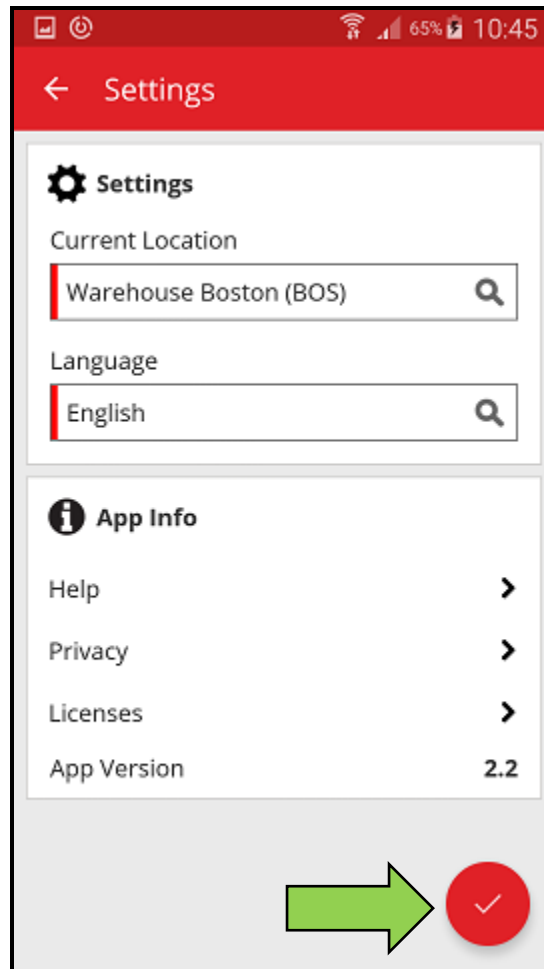 65% 10:45
Settings
Settings
Current Location
Warehouse Boston (BOS)
Language
English
App Info
Help
Privacy
Licenses
App Version 2.2